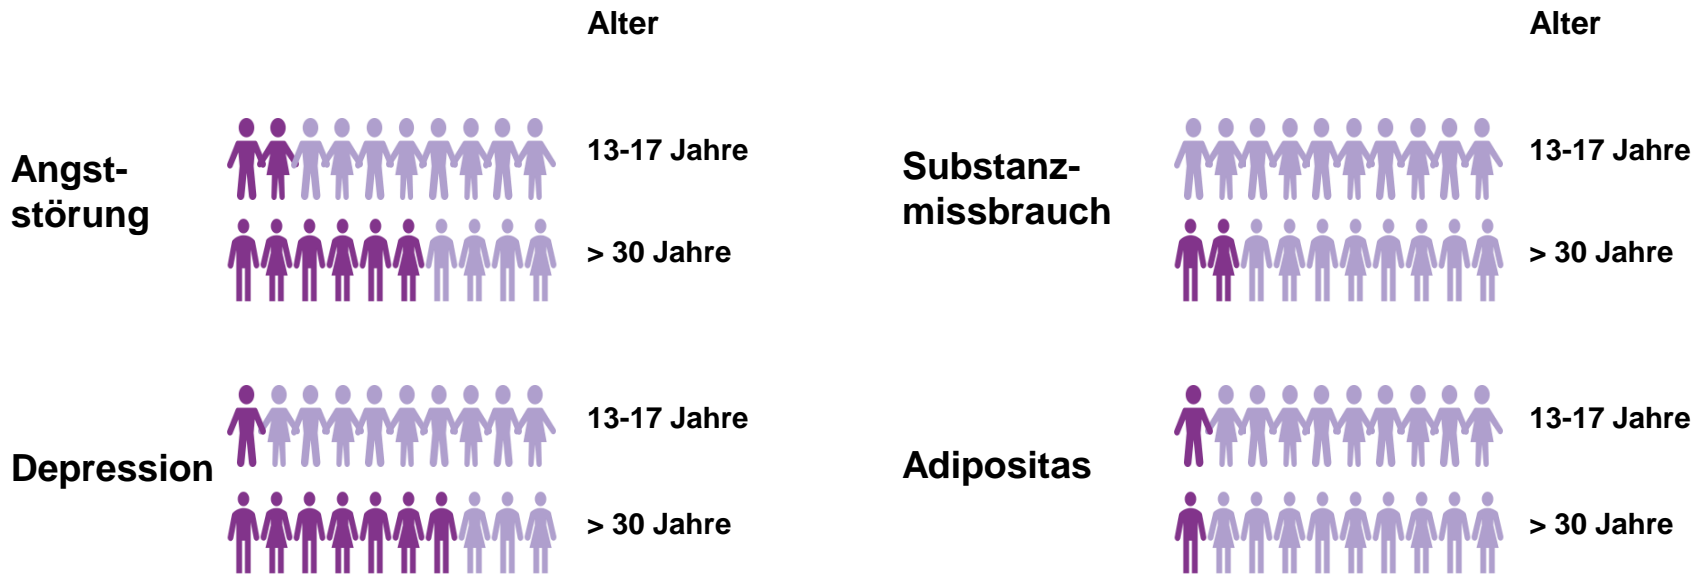 Alter
Angst-
störung
13-17 Jahre
> 30 Jahre
Depression
13-17 Jahre
> 30 Jahre
Alter
Substanz-
missbrauch
13-17 Jahre
> 30 Jahre
Adipositas
13-17 Jahre
> 30 Jahre